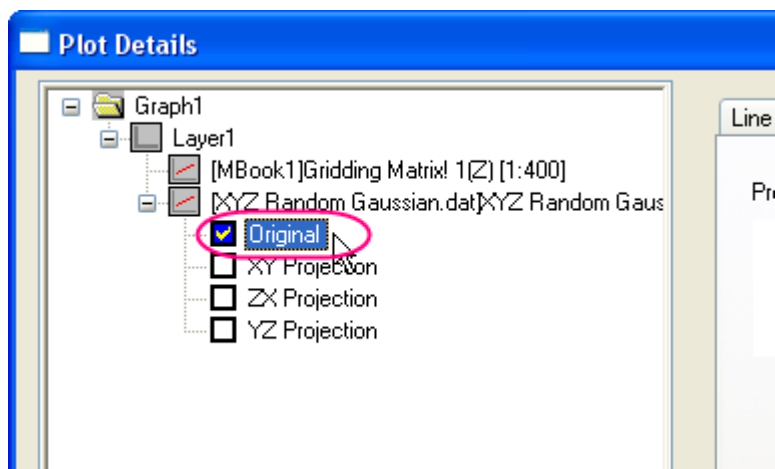 Plot Details
Graph1
Layer1
[MBook1]Gridding Matrix! 1(Z) [1:400]
[XYZ Random Gaussian.dat]XYZ Random Gaus
Original
XY Projection
ZX Projection
YZ Projection
Line
Pr